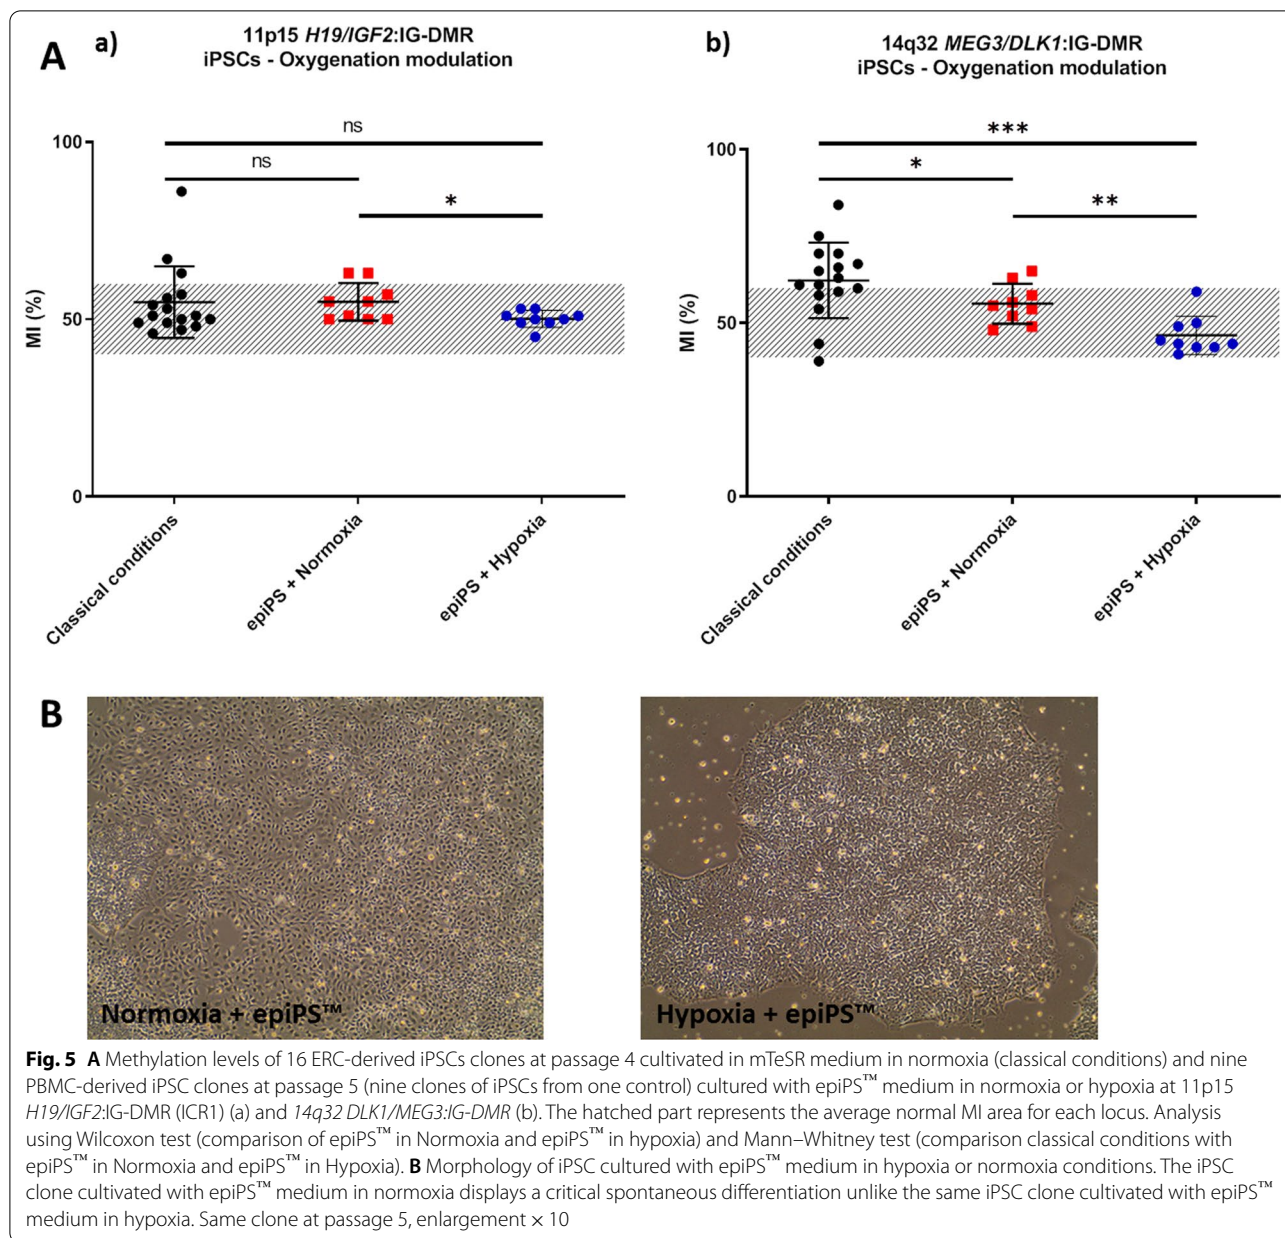 A
a)
11p15 H19/IGF2:IG-DMR
iPSCs - Oxygenation modulation
ns
ns
*
100
50
0
MI (%)
Classical conditions
epiPS + Normoxia
epiPS + Hypoxia
b)
14q32 MEG3/DLK1:IG-DMR
iPSCs - Oxygenation modulation
***
*
**
100
50
0
MI (%)
Classical conditions
epiPS + Normoxia
epiPS + Hypoxia
B
Normoxia + epiPS™
Hypoxia + epiPS™
Fig. 5 A Methylation levels of 16 ERC-derived iPSCs clones at passage 4 cultivated in mTeSR medium in normoxia (classical conditions) and nine
PBMC-derived iPSC clones at passage 5 (nine clones of iPSCs from one control) cultured with epiPS™ medium in normoxia or hypoxia at 11p15
H19/IGF2:IG-DMR (ICR1) (a) and 14q32 DLK1/MEG3:IG-DMR (b). The hatched part represents the average normal MI area for each locus. Analysis
using Wilcoxon test (comparison of epiPS™ in Normoxia and epiPS™ in hypoxia) and Mann–Whitney test (comparison classical conditions with
epiPS™ in Normoxia and epiPS™ in Hypoxia). B Morphology of iPSC cultured with epiPS™ medium in hypoxia or normoxia conditions. The iPSC
clone cultivated with epiPS™ medium in normoxia displays a critical spontaneous differentiation unlike the same iPSC clone cultivated with epiPS™
medium in hypoxia. Same clone at passage 5, enlargement × 10